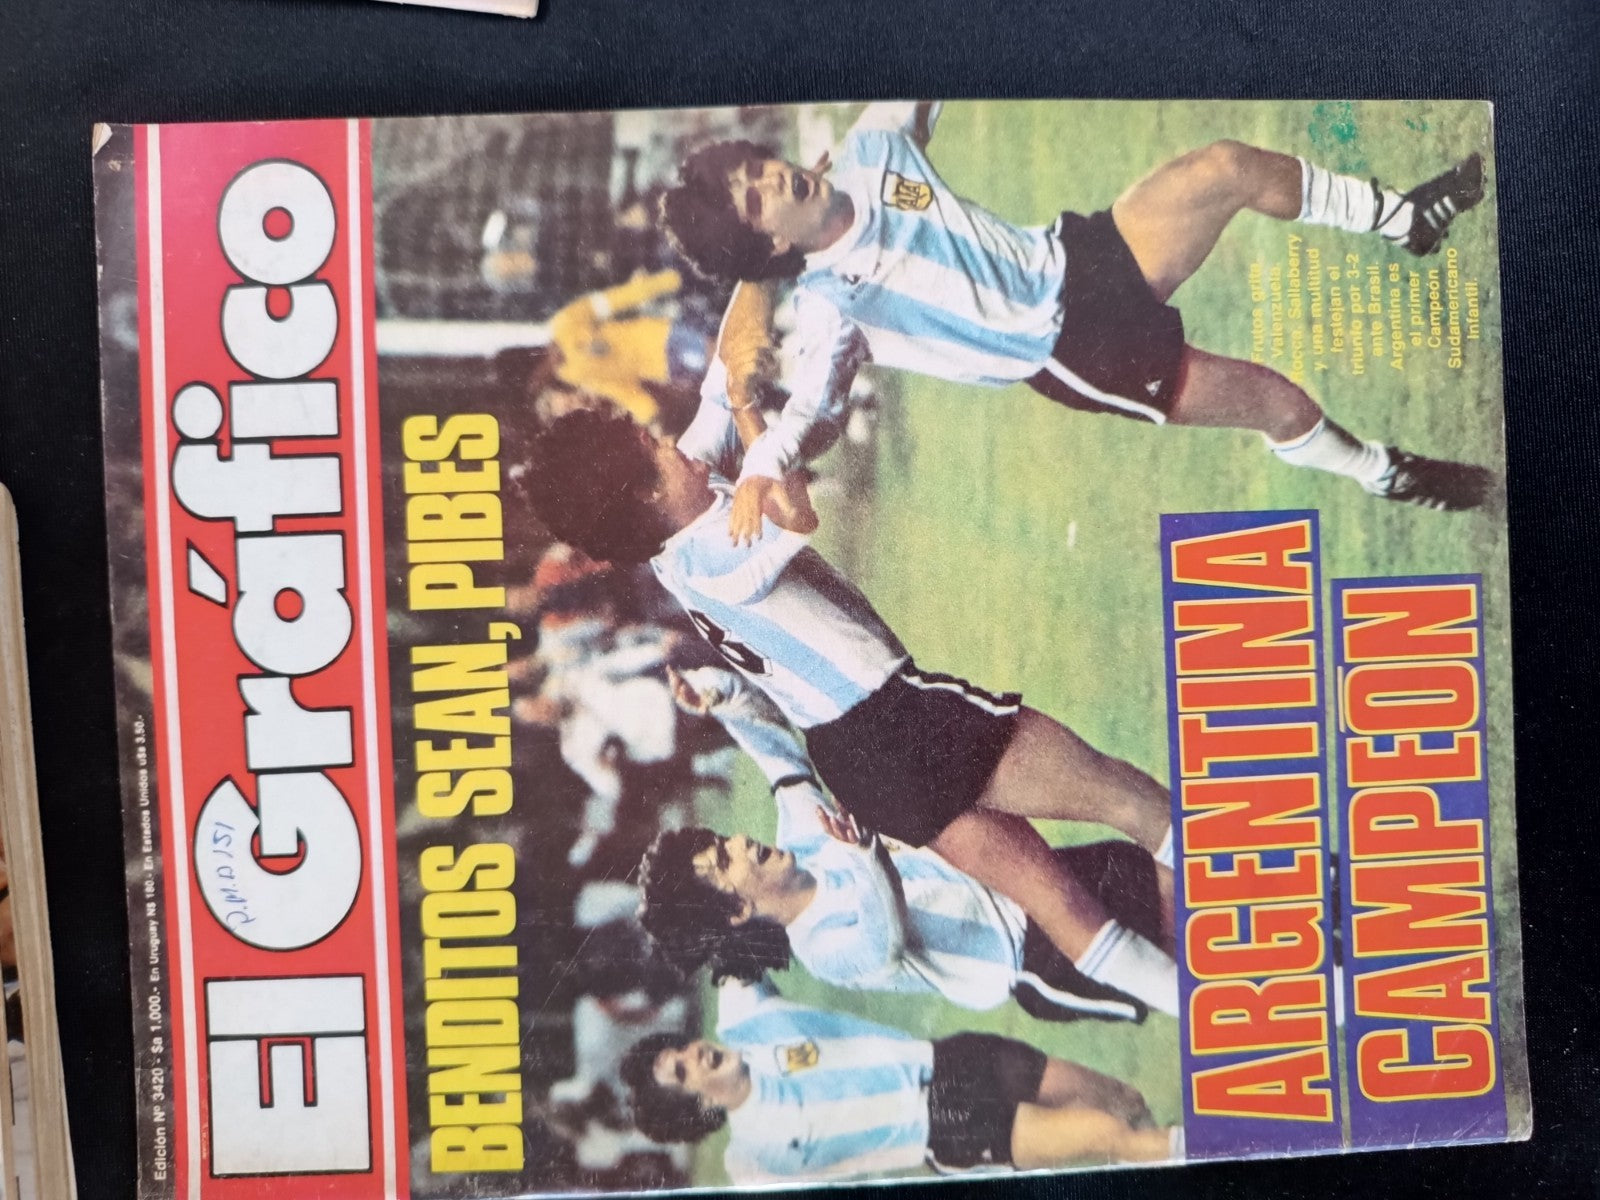 Edición Nº 3420 - $a 1.000.- En Uruguay N$ 180.- En Estados Unidos u$s 3,50.-
El Gráfico
BENDITOS SEAN, PIBES
Frutos grita.
Valenzuela,
Rocca, Sallaberry
y una multitud
festejan el
triunfo por 3-2
ante Brasil.
Argentina es
el primer
Campeón
Sudamericano
Infantil.
ARGENTINA
CAMPEÓN